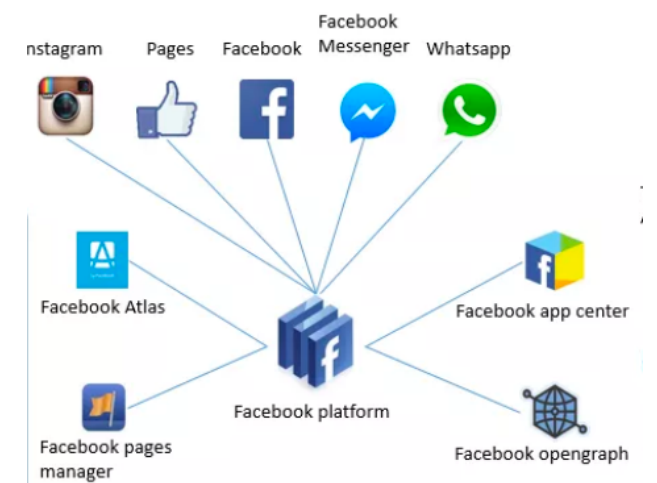 nstagram
Pages
Facebook
Facebook
Messenger
Whatsapp
Facebook Atlas
Facebook app center
Facebook platform
Facebook pages
manager
Facebook opengraph